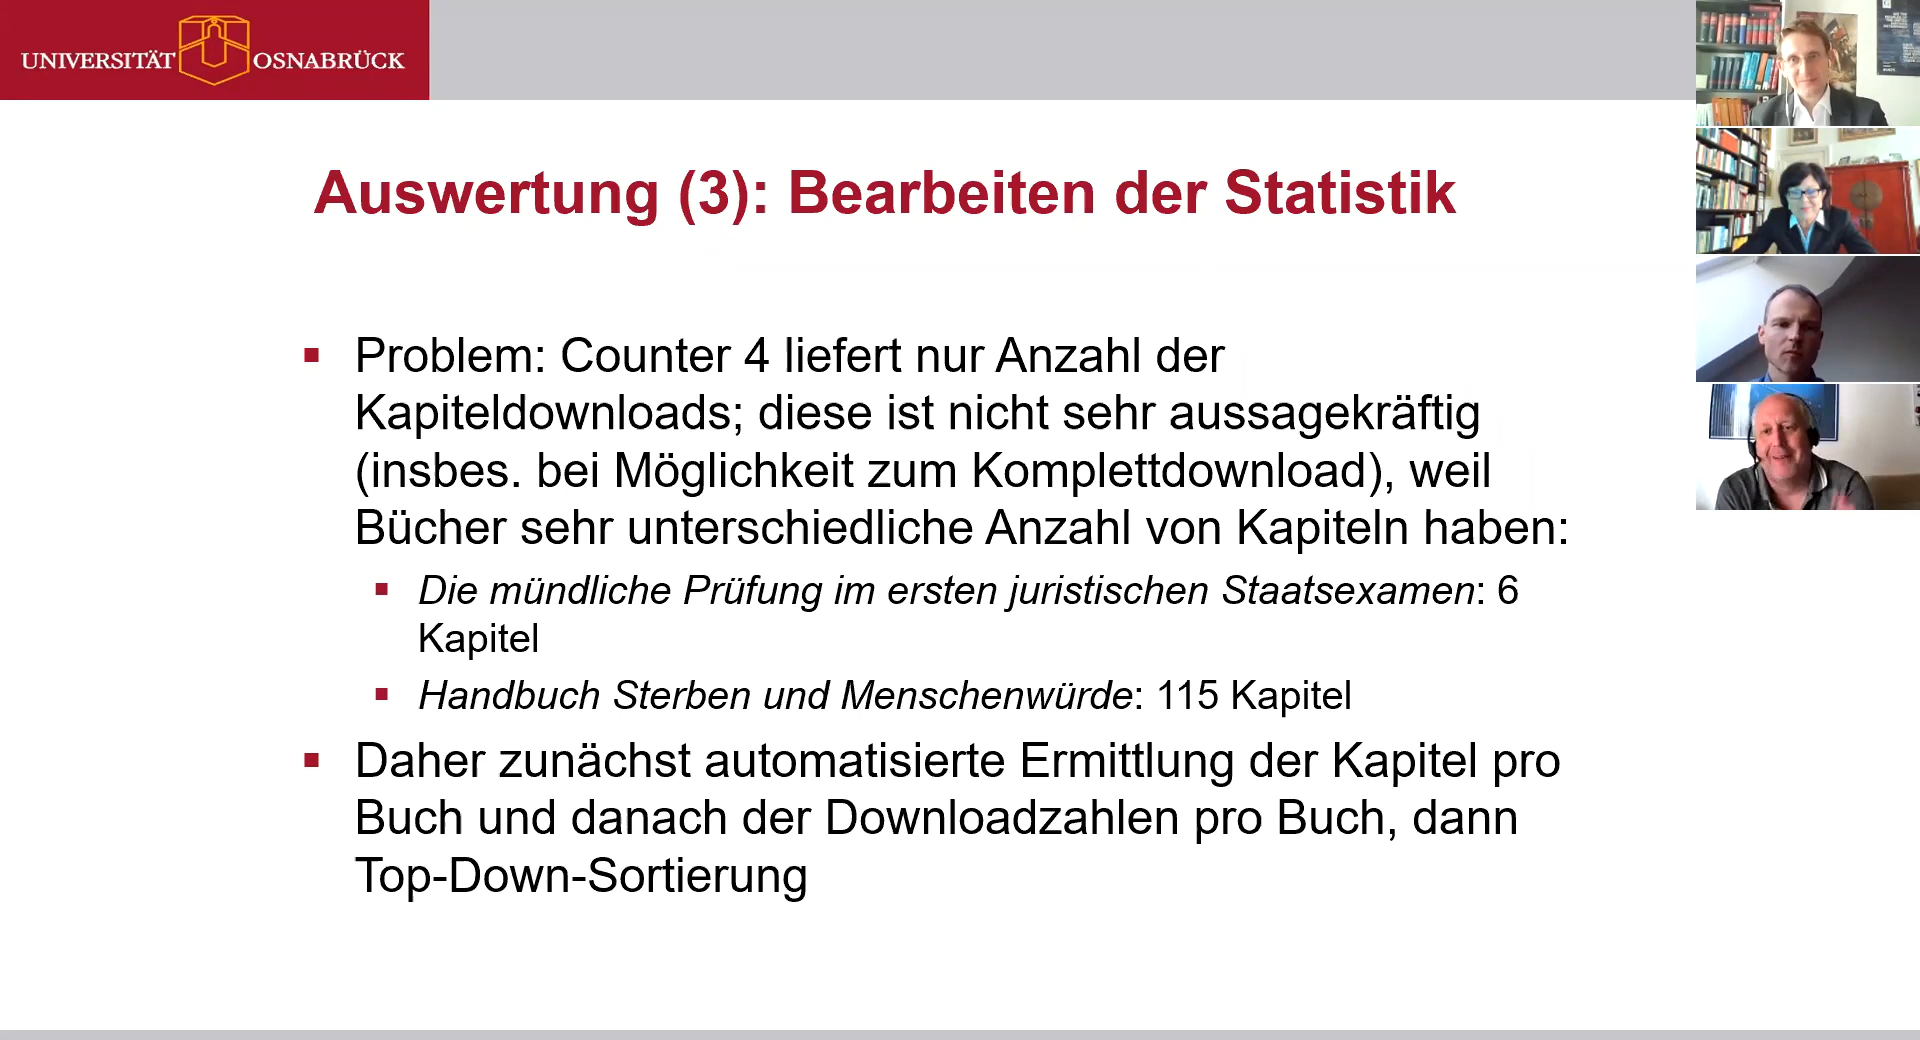 UNIVERSITÄT OSNABRÜCK
Auswertung (3): Bearbeiten der Statistik
▪ Problem: Counter 4 liefert nur Anzahl der
Kapiteldownloads; diese ist nicht sehr aussagekräftig
(insbes. bei Möglichkeit zum Komplettdownload), weil
Bücher sehr unterschiedliche Anzahl von Kapiteln haben:
▪ Die mündliche Prüfung im ersten juristischen Staatsexamen: 6
Kapitel
▪ Handbuch Sterben und Menschenwürde: 115 Kapitel
▪ Daher zunächst automatisierte Ermittlung der Kapitel pro
Buch und danach der Downloadzahlen pro Buch, dann
Top-Down-Sortierung